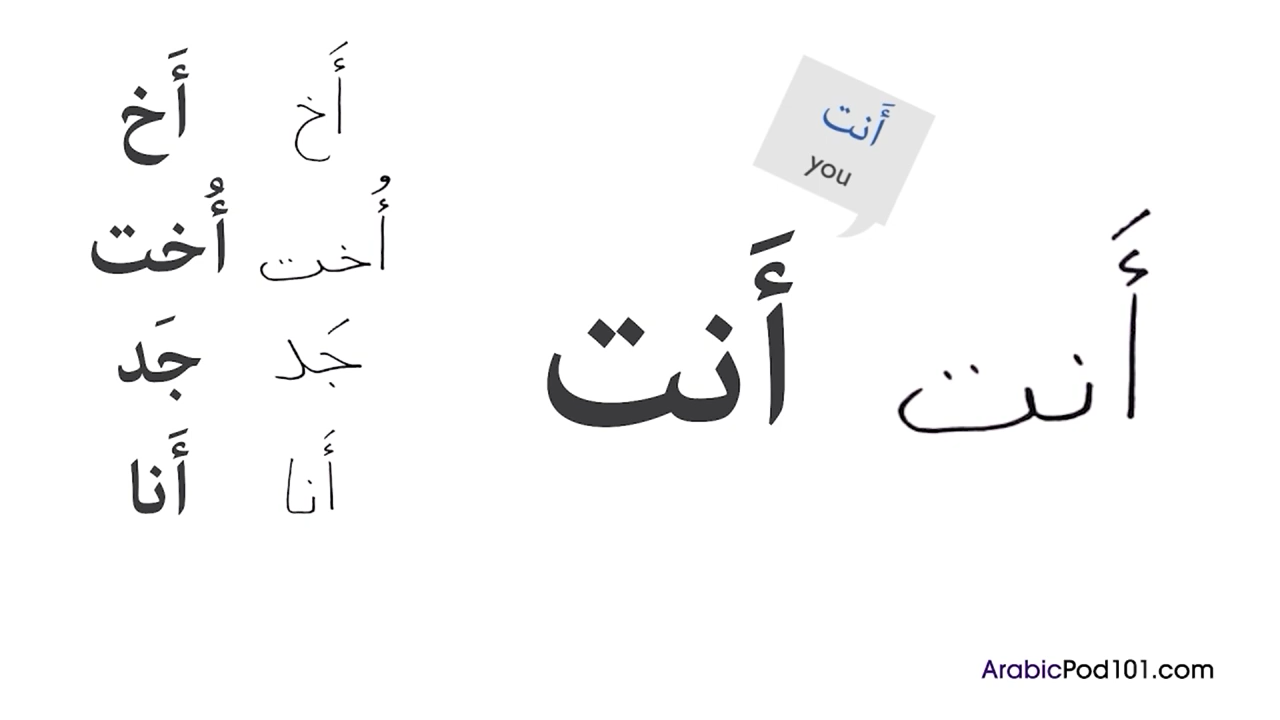 أَخ أَخ
أُخت أُخت
جَد جَد
أَنا أَنا
أَنت
you
أَنت أَنت
ArabicPod101.com